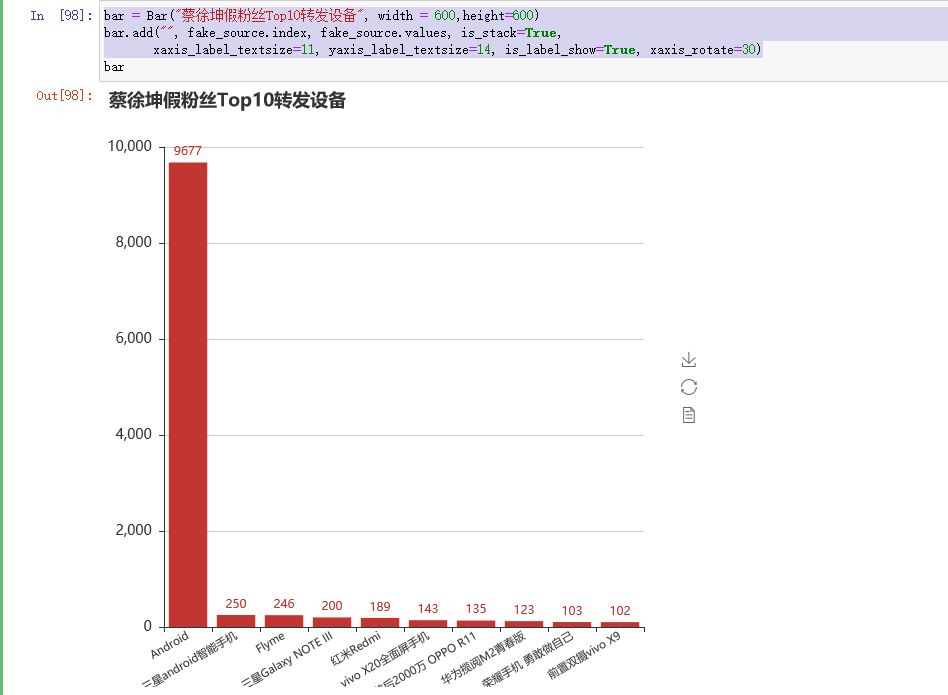 In [98]: bar = Bar("蔡徐坤假粉丝Top10转发设备", width = 600,height=600)
bar.add("", fake_source.index, fake_source.values, is_stack=True,
xaxis_label_textsize=11, yaxis_label_textsize=14, is_label_show=True, xaxis_rotate=30)
bar
Out[98]: 蔡徐坤假粉丝Top10转发设备
10,000
8,000
6,000
4,000
2,000
0
9677
250
246
200
189
143
135
123
103
102
Android
三星android智能手机
Flyme
三星Galaxy NOTE III
红米Redmi
vivo X20全面屏手机
后2000万 OPPO R11
华为揽阅M2青春版
荣耀手机 勇敢做自己
前置双摄vivo X9